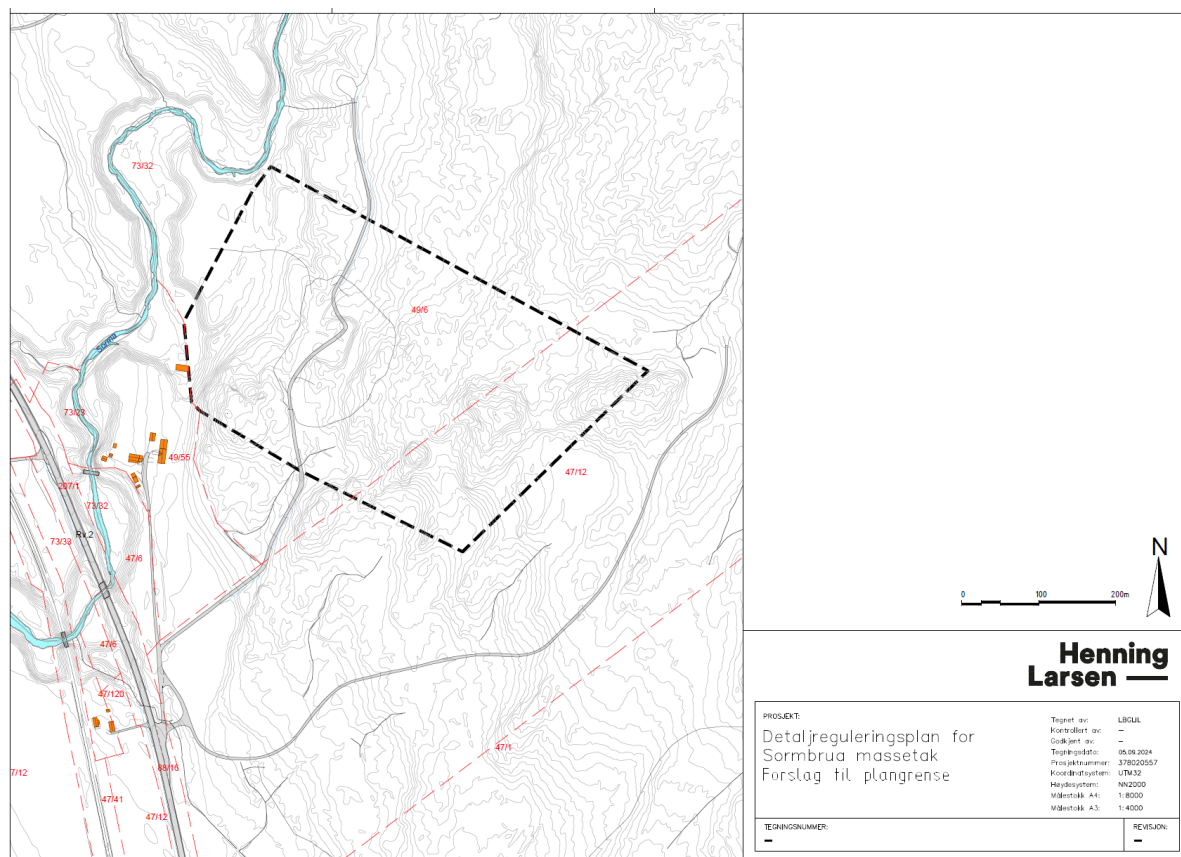 73/32
49/6
Sorma
73/23
49/55
47/12
207/1
73/32
Rv.2
73/33
47/6
47/6
47/120
47/1
7/12
88/16
47/41
47/12
N
0 100 200m
Henning
Larsen
PROSJEKT:
Detaljreguleringsplan for
Sormbrua massetak
Forslag til plangrense
Tegnet av: LBGLIL
Kontrollert av: –
Godkjent av: –
Tegningsdato: 05.09.2024
Prosjektnummer: 378020557
Koordinatsystem: UTM32
Høydesystem: NN2000
Målestokk A4: 1:8000
Målestokk A3: 1:4000
TEGNINGSNUMMER:
–
REVISJON:
–